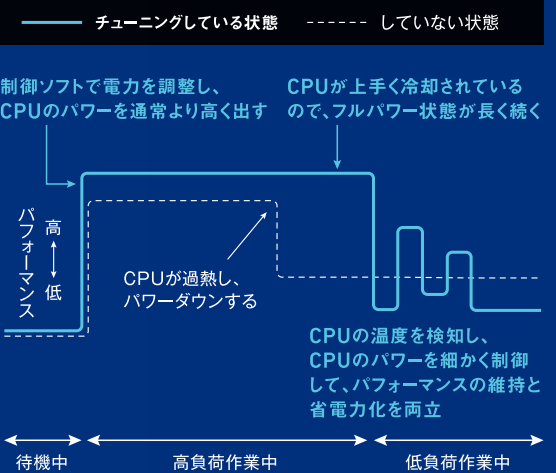 チューニングしている状態
していない状態
制御ソフトで電力を調整し、
CPUのパワーを通常より高く出す
CPUが上手く冷却されている
ので、フルパワー状態が長く続く
パフォーマンス
高
低
CPUが過熱し、
パワーダウンする
CPUの温度を検知し、
CPUのパワーを細かく制御
して、パフォーマンスの維持と
省電力化を両立
待機中
高負荷作業中
低負荷作業中